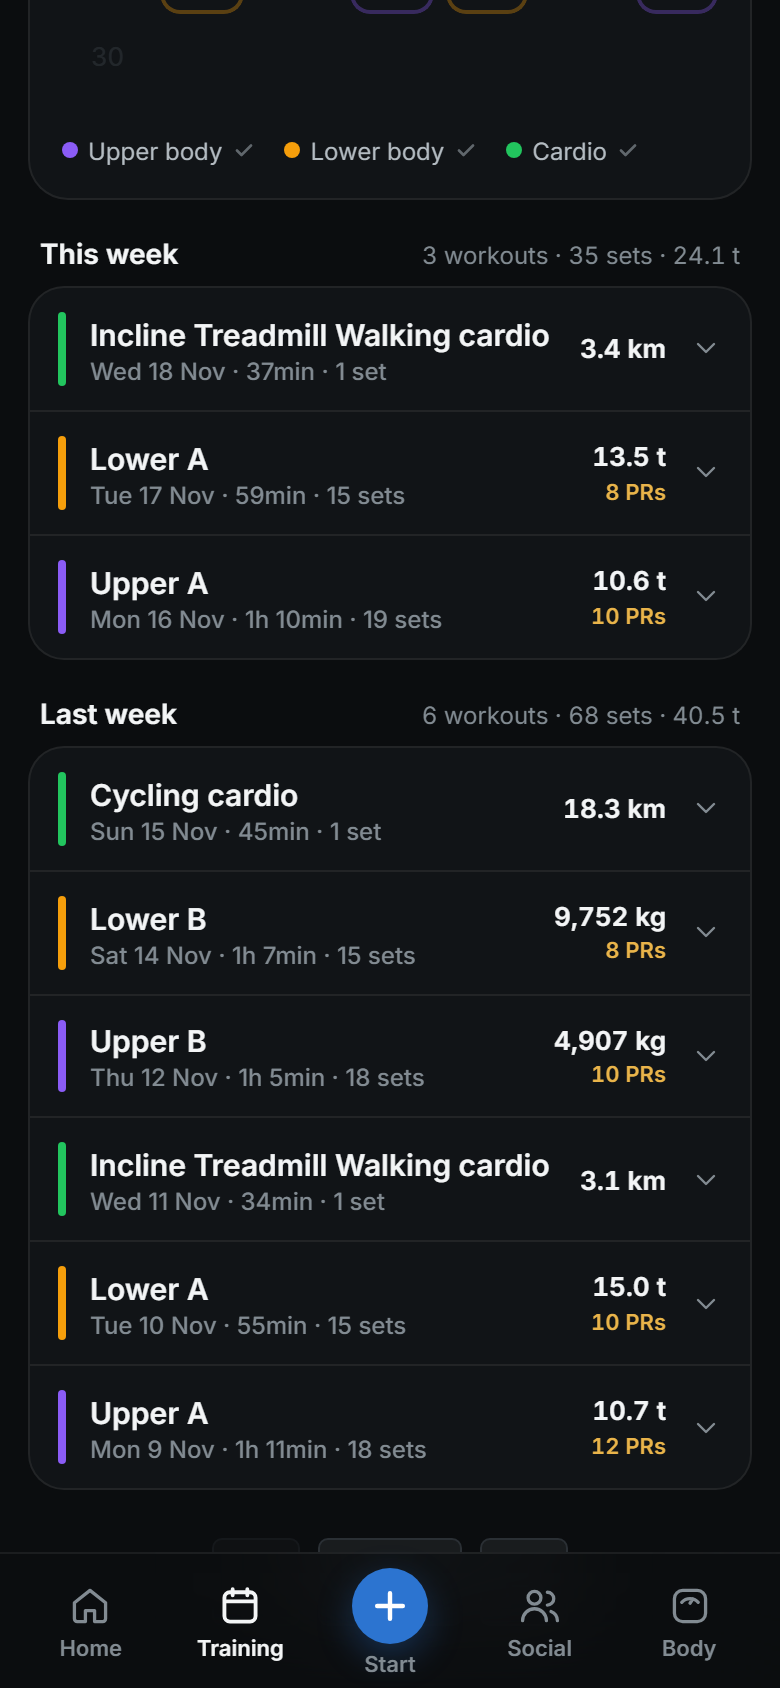 30
Upper body ✓ Lower body ✓ Cardio ✓
This week 3 workouts · 35 sets · 24.1 t
Incline Treadmill Walking cardio 3.4 km
Wed 18 Nov · 37min · 1 set
Lower A 13.5 t
Tue 17 Nov · 59min · 15 sets 8 PRs
Upper A 10.6 t
Mon 16 Nov · 1h 10min · 19 sets 10 PRs
Last week 6 workouts · 68 sets · 40.5 t
Cycling cardio 18.3 km
Sun 15 Nov · 45min · 1 set
Lower B 9,752 kg
Sat 14 Nov · 1h 7min · 15 sets 8 PRs
Upper B 4,907 kg
Thu 12 Nov · 1h 5min · 18 sets 10 PRs
Incline Treadmill Walking cardio 3.1 km
Wed 11 Nov · 34min · 1 set
Lower A 15.0 t
Tue 10 Nov · 55min · 15 sets 10 PRs
Upper A 10.7 t
Mon 9 Nov · 1h 11min · 18 sets 12 PRs
Home Training Start Social Body